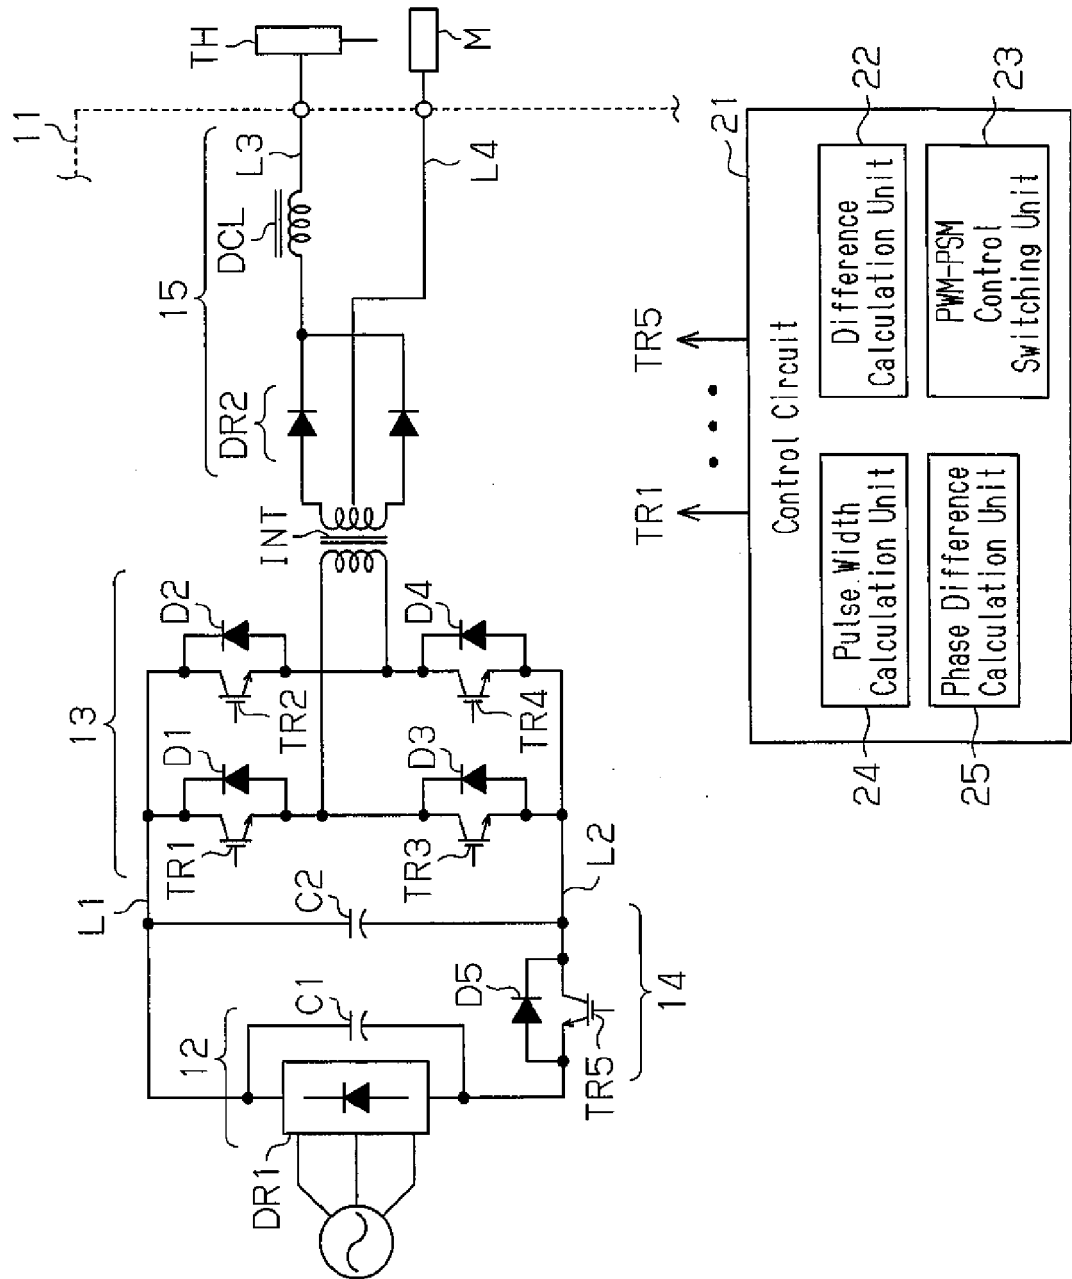 11
15
DCL
L3
TH
M
L4
DR2
INT
13
D2
TR2
D4
TR4
D1
TR1
D3
TR3
L1
L2
C2
C1
12
DR1
D5
TR5
14
TR1
TR5
21
Control Circuit
24
Pulse Width
Calculation Unit
22
Difference
Calculation Unit
25
Phase Difference
Calculation Unit
23
PWM-PSM
Control
Switching Unit